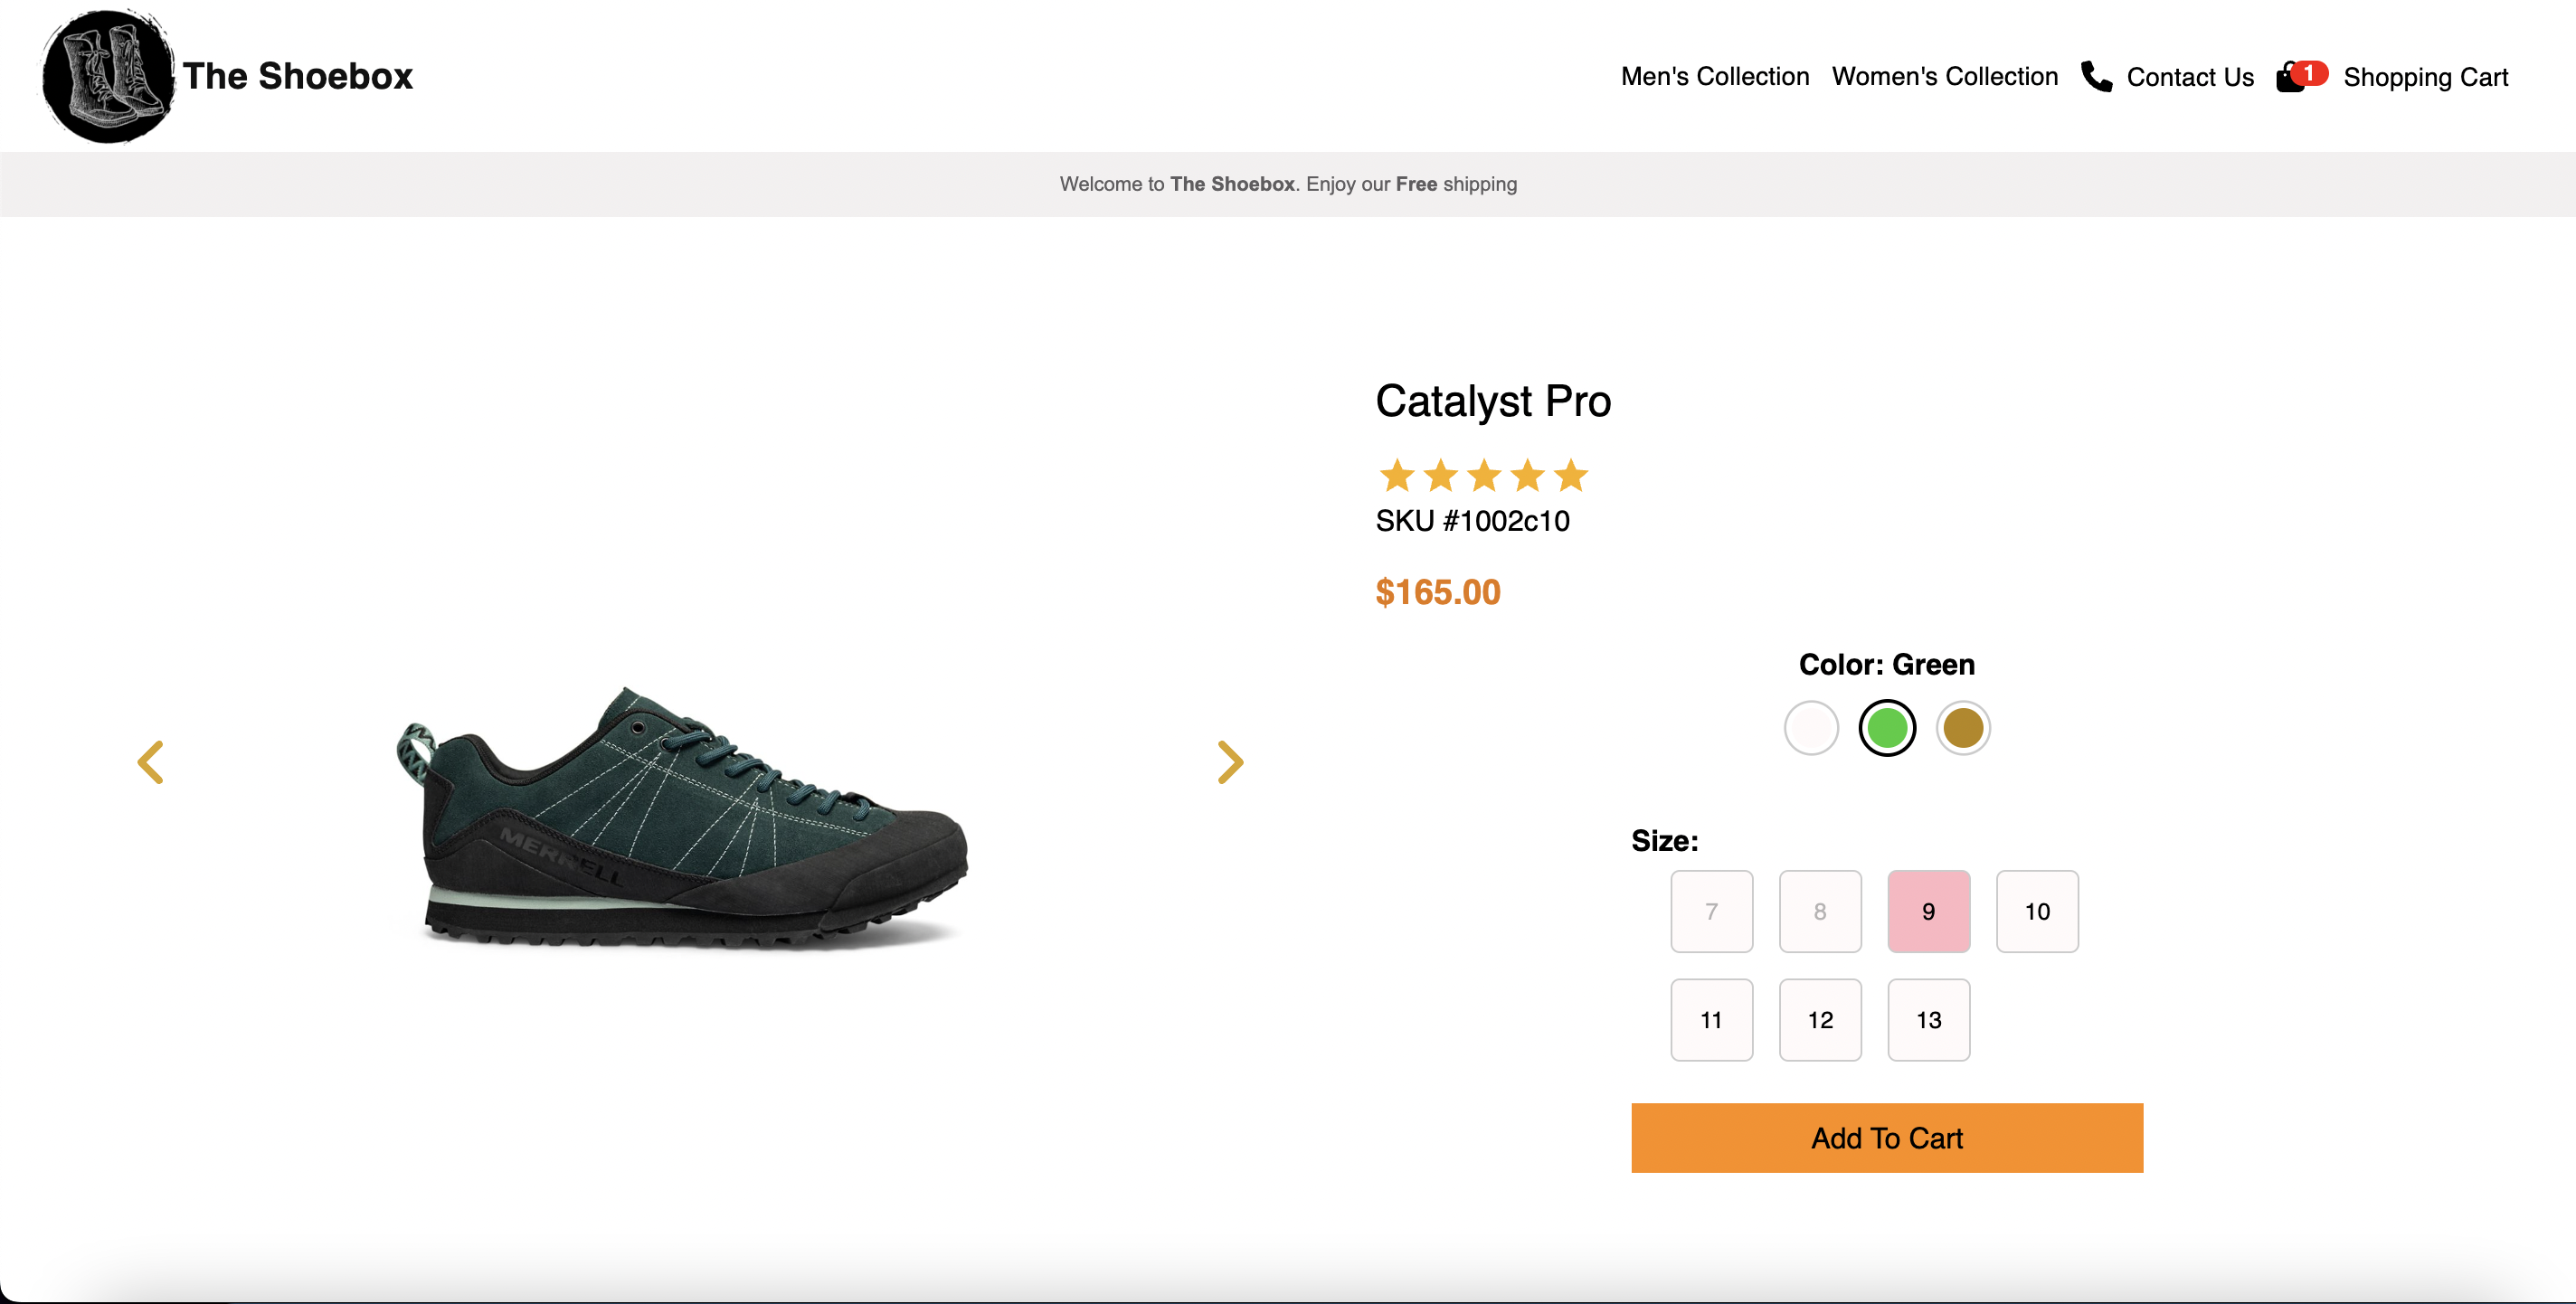 The Shoebox
Men's Collection Women's Collection Contact Us 1 Shopping Cart
Welcome to The Shoebox. Enjoy our Free shipping
Catalyst Pro
SKU #1002c10
$165.00
Color: Green
MERRELL
Size:
7 8 9 10
11 12 13
Add To Cart